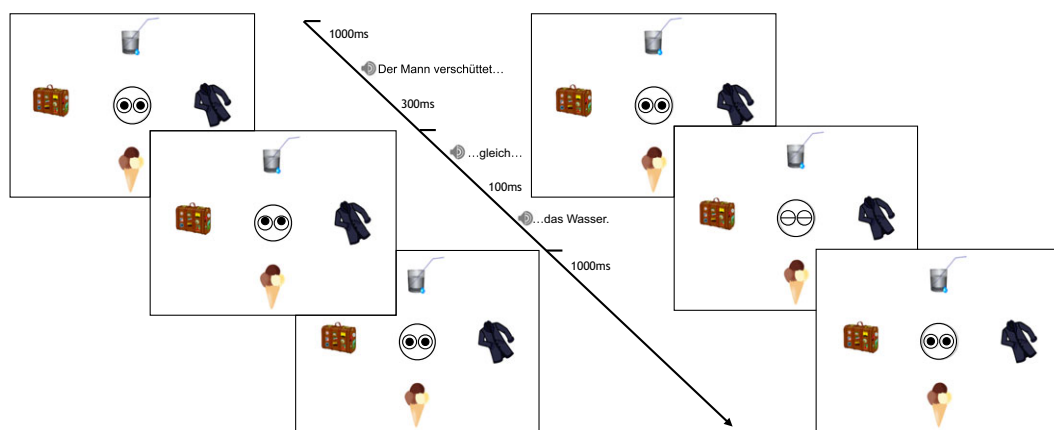 1000ms
Der Mann verschüttet…
300ms
…gleich…
100ms
…das Wasser.
1000ms